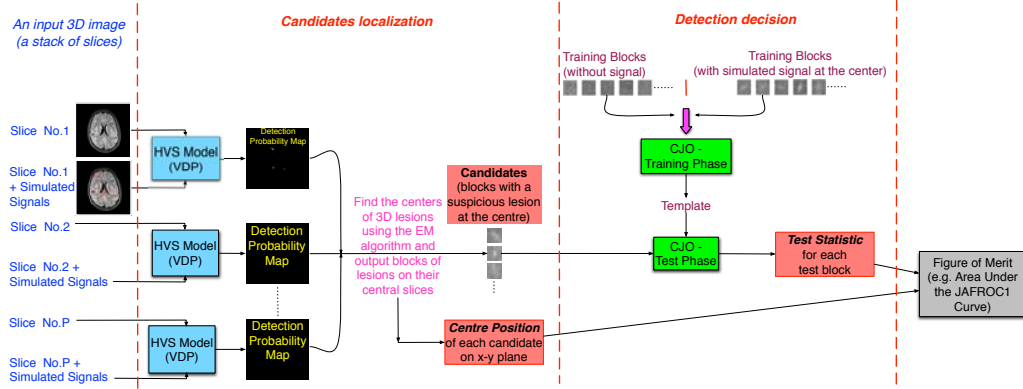 An input 3D image
(a stack of slices)
Candidates localization
Detection decision
Slice No.1
Slice No.1
+ Simulated
Signals
HVS Model
(VDP)
Detection
Probability Map
Slice No.2
Slice No.2 +
Simulated Signals
HVS Model
(VDP)
Detection
Probability
Map
Slice No.P
Slice No.P +
Simulated Signals
HVS Model
(VDP)
Detection
Probability
Map
Find the centers
of 3D lesions
using the EM
algorithm and
output blocks of
lesions on their
central slices
Candidates
(blocks with a
suspicious lesion
at the centre)
Centre Position
of each candidate
on x-y plane
Training Blocks
(without signal)
Training Blocks
(with simulated signal at the center)
CJO -
Training Phase
Template
CJO -
Test Phase
Test Statistic
for each
test block
Figure of Merit
(e.g. Area Under
the JAFROC1
Curve)